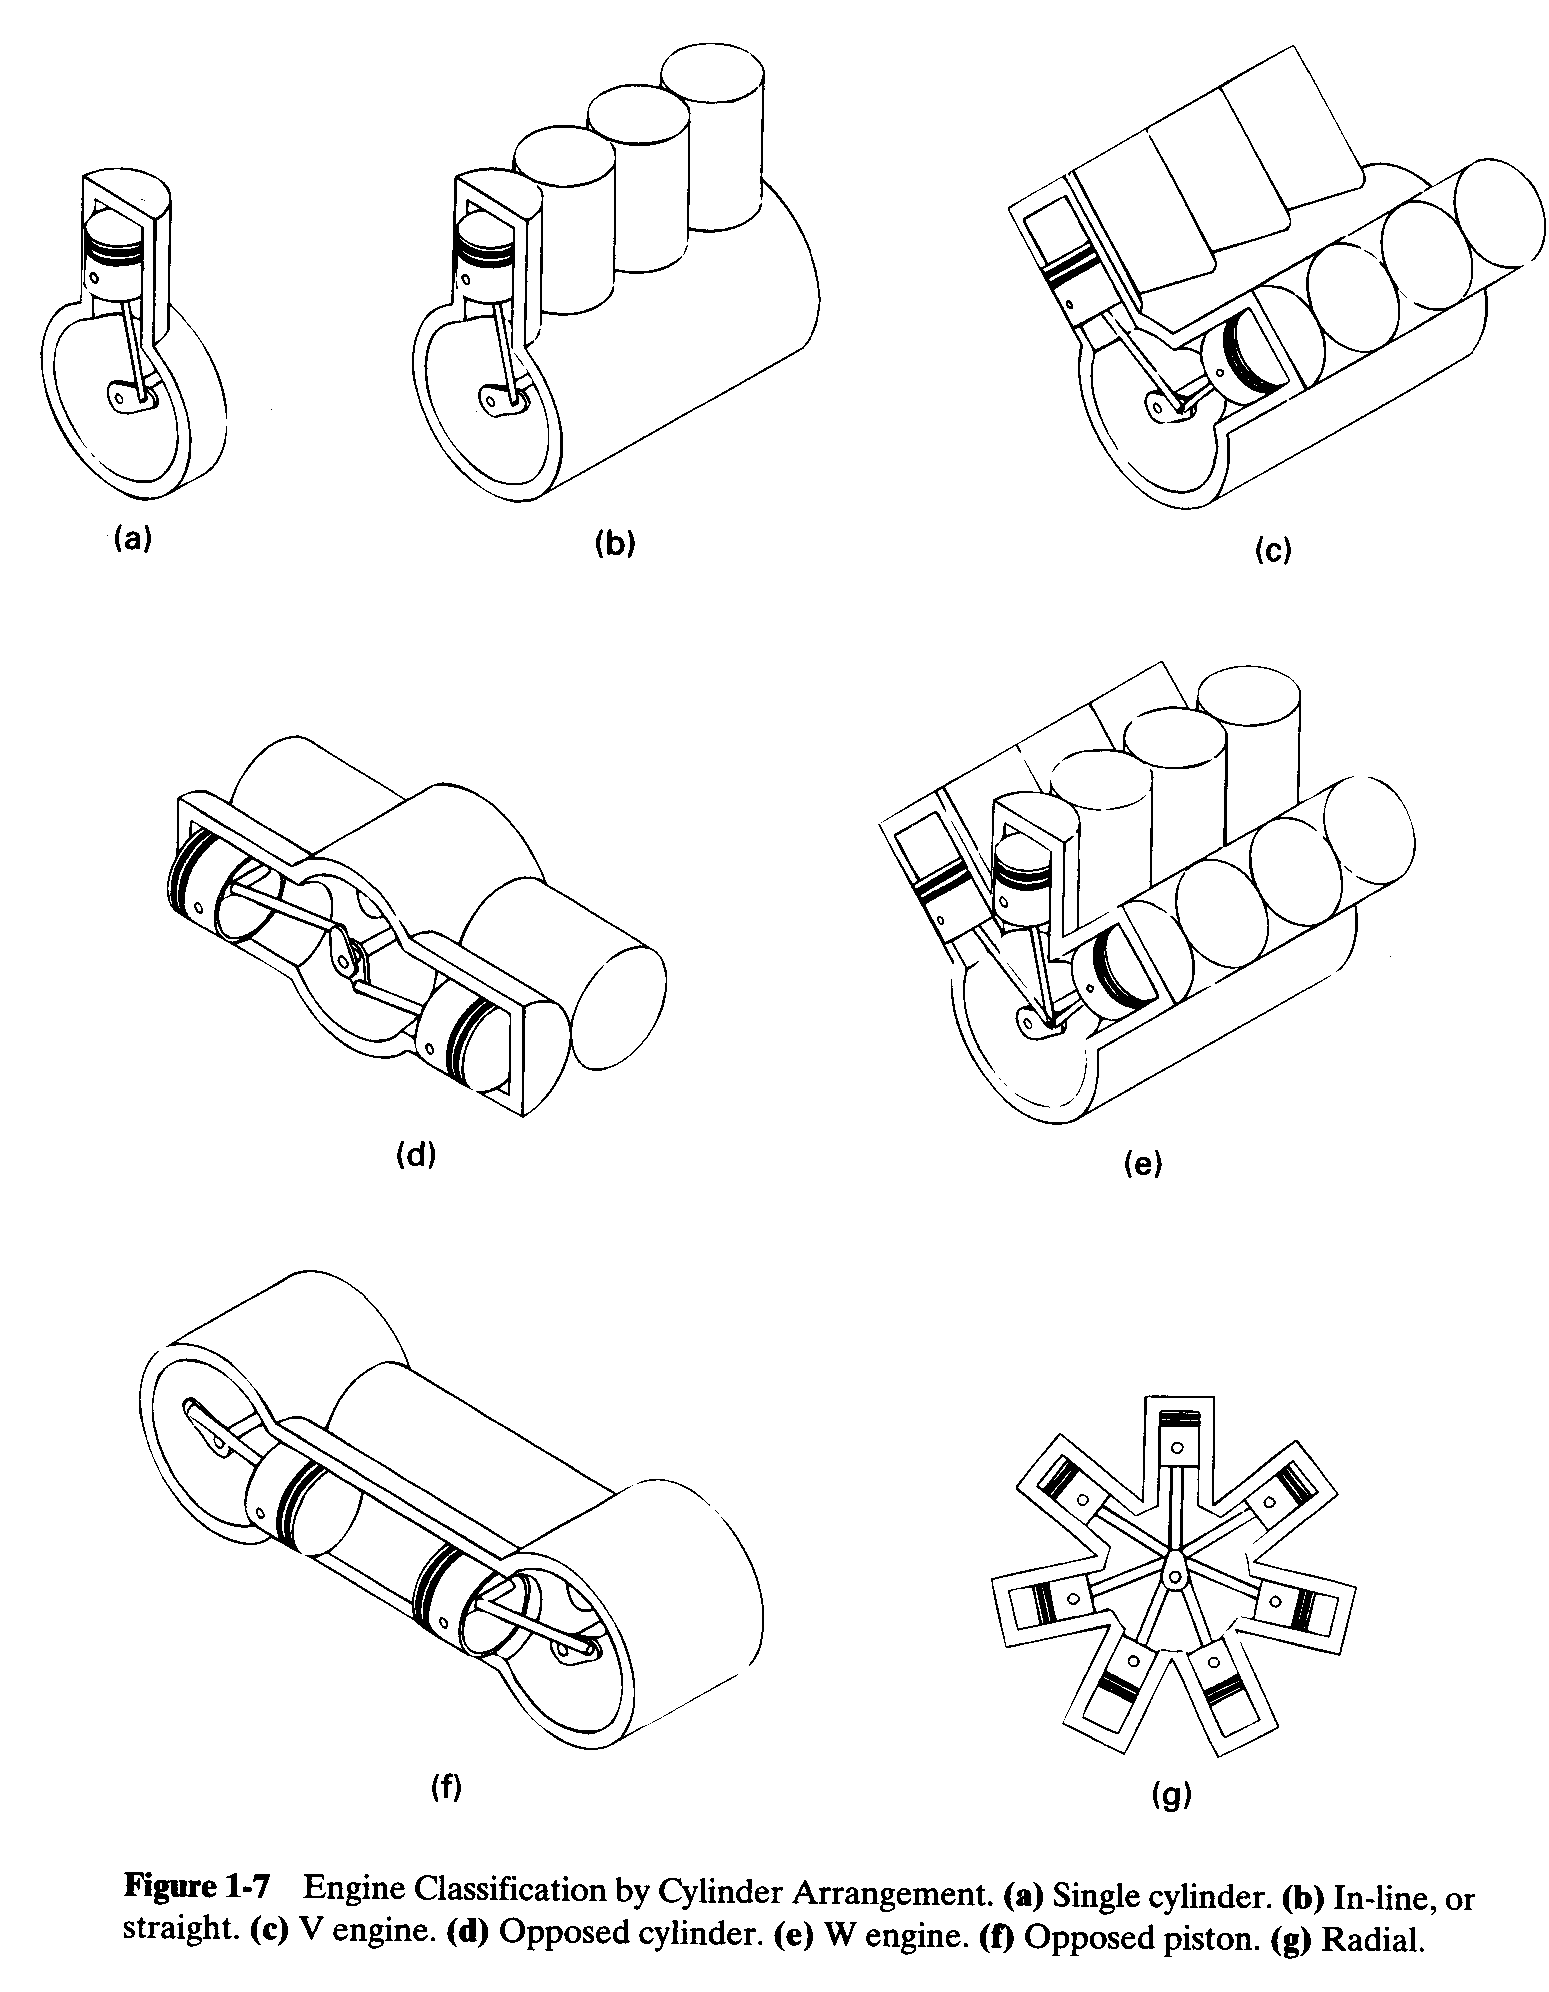 (a)
(b)
(c)
(d)
(e)
(f)
(g)
Figure 1-7 Engine Classification by Cylinder Arrangement. (a) Single cylinder. (b) In-line, or
straight. (c) V engine. (d) Opposed cylinder. (e) W engine. (f) Opposed piston. (g) Radial.